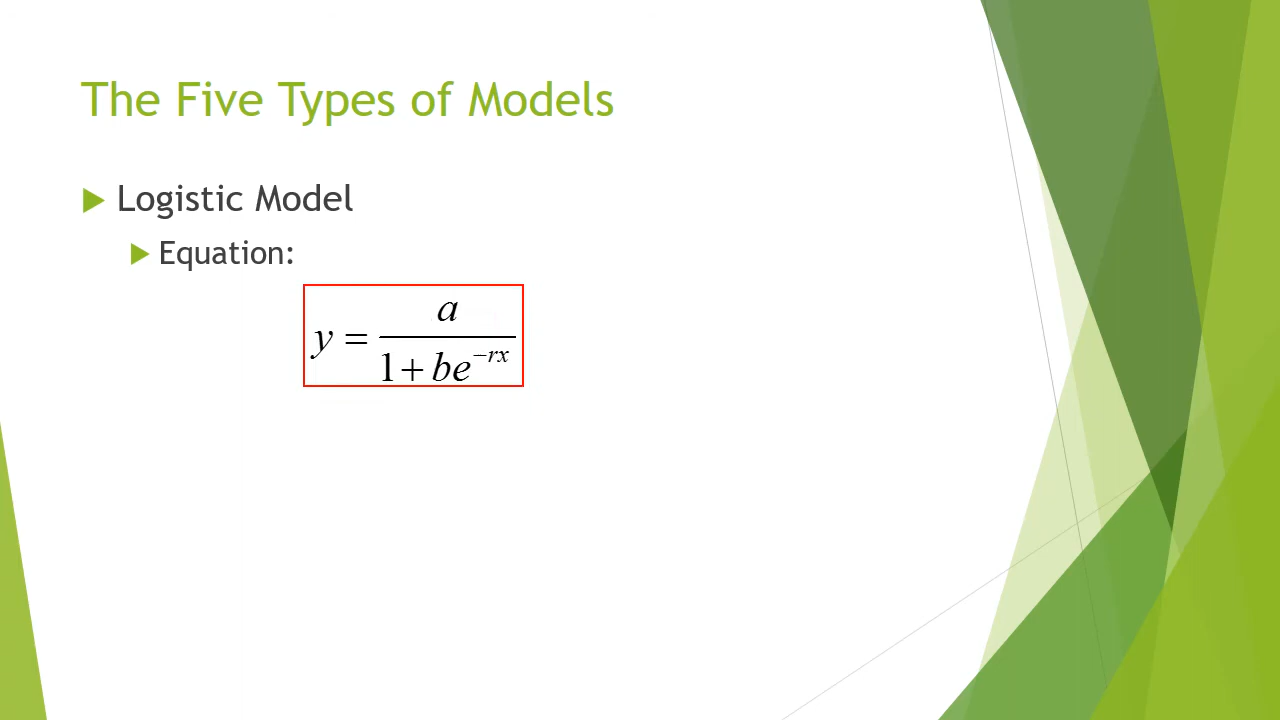 The Five Types of Models
Logistic Model
Equation:
y = a / (1 + be^{-rx})